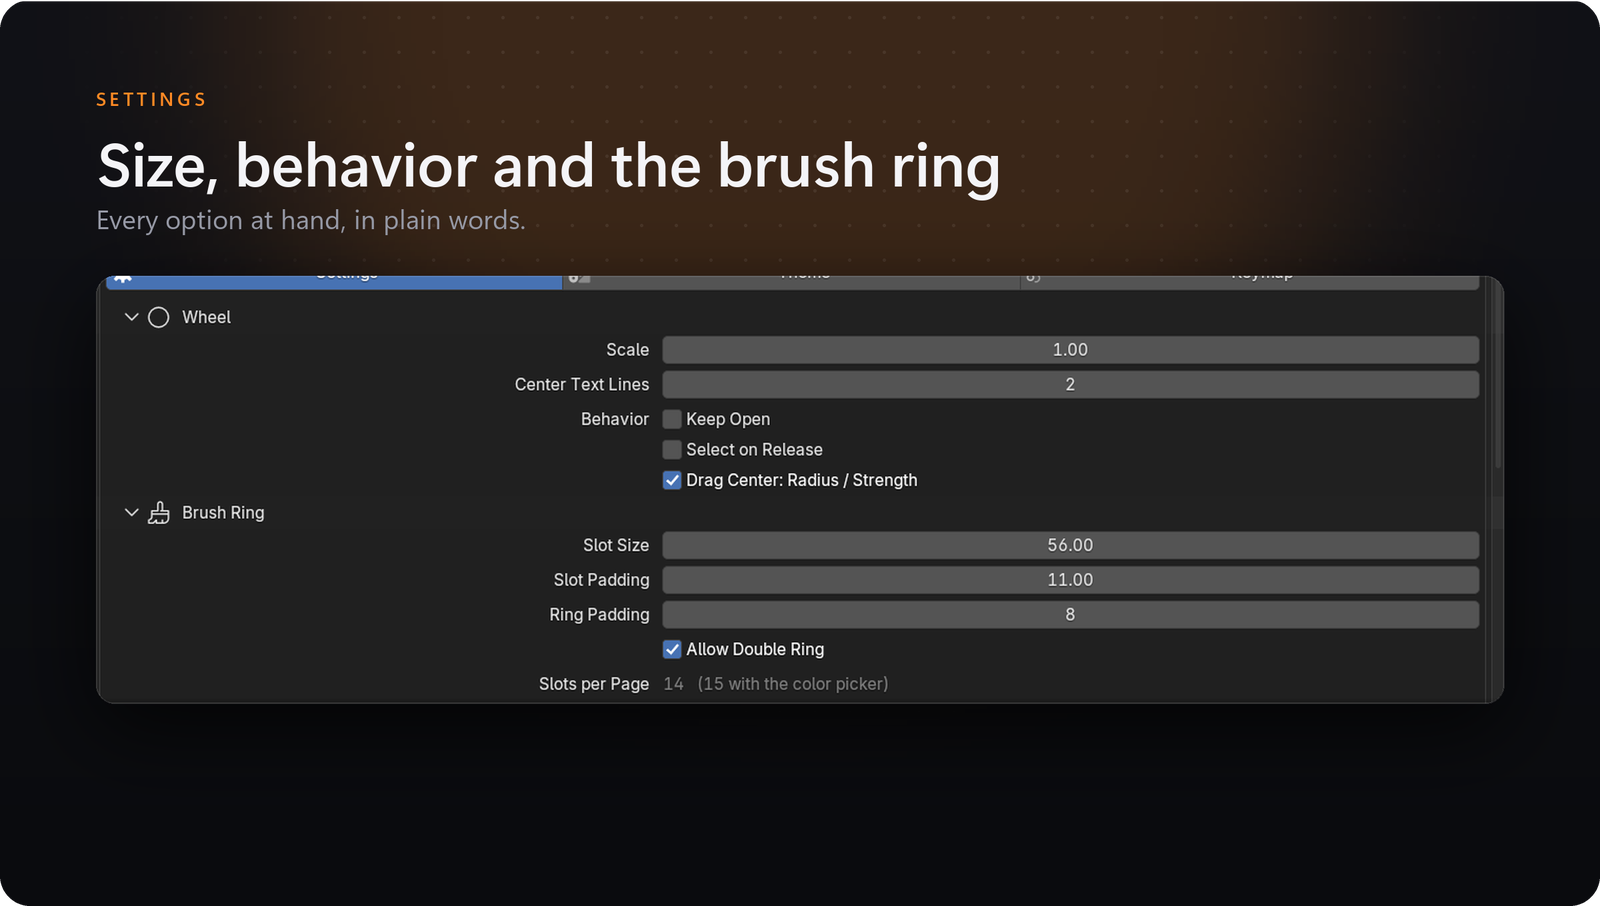 SETTINGS
Size, behavior and the brush ring
Every option at hand, in plain words.
Settings Theme Keymap
Wheel
Scale 1.00
Center Text Lines 2
Behavior Keep Open
Select on Release
Drag Center: Radius / Strength
Brush Ring
Slot Size 56.00
Slot Padding 11.00
Ring Padding 8
Allow Double Ring
Slots per Page 14 (15 with the color picker)